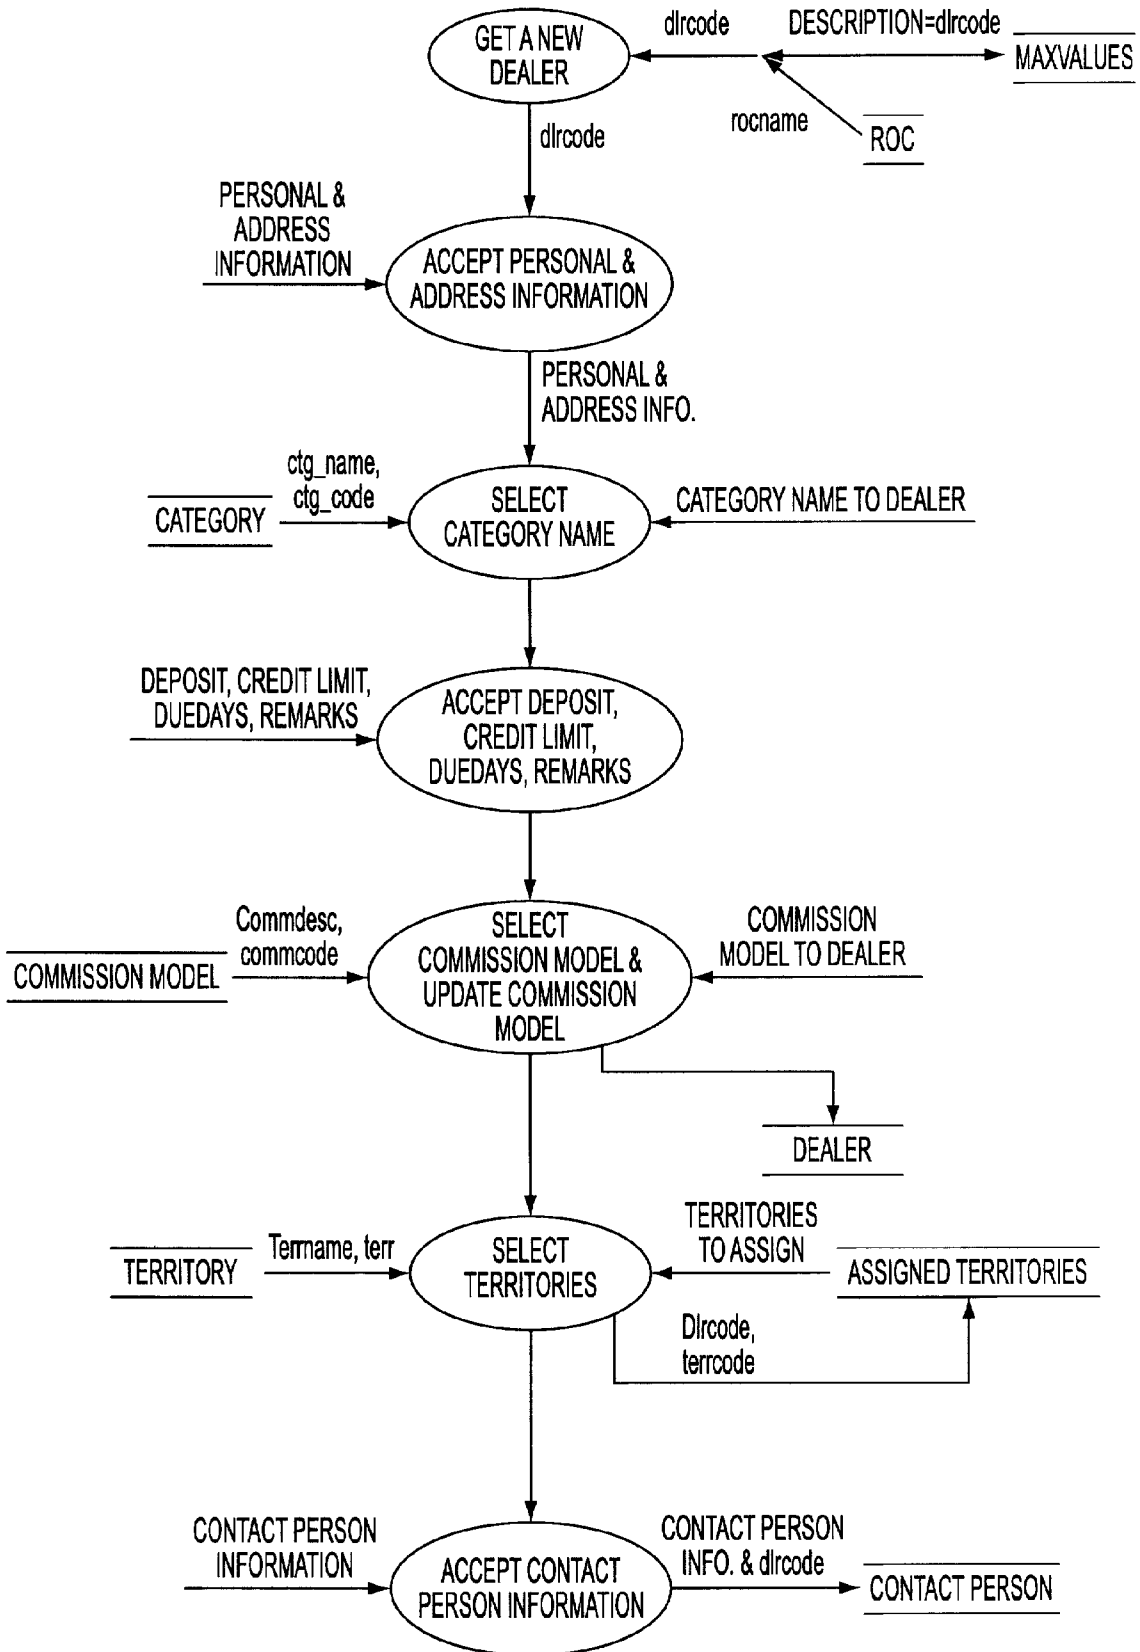 GET A NEW
DEALER
dlrcode
DESCRIPTION=dlrcode
MAXVALUES
rocname
ROC
dlrcode
PERSONAL &
ADDRESS
INFORMATION
ACCEPT PERSONAL &
ADDRESS INFORMATION
PERSONAL &
ADDRESS INFO.
ctg_name,
ctg_code
CATEGORY
SELECT
CATEGORY NAME
CATEGORY NAME TO DEALER
DEPOSIT, CREDIT LIMIT,
DUEDAYS, REMARKS
ACCEPT DEPOSIT,
CREDIT LIMIT,
DUEDAYS, REMARKS
Commdesc,
commcode
COMMISSION MODEL
SELECT
COMMISSION MODEL &
UPDATE COMMISSION
MODEL
COMMISSION
MODEL TO DEALER
DEALER
Terrname, terr
TERRITORY
SELECT
TERRITORIES
TERRITORIES
TO ASSIGN
ASSIGNED TERRITORIES
Dlrcode,
terrcode
CONTACT PERSON
INFORMATION
ACCEPT CONTACT
PERSON INFORMATION
CONTACT PERSON
INFO. & dlrcode
CONTACT PERSON